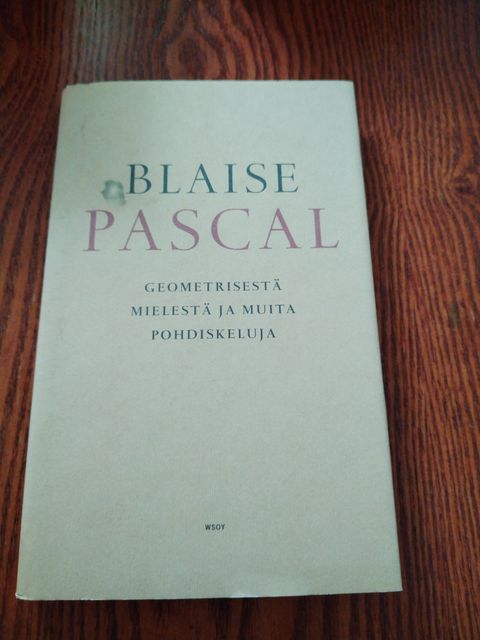 BLAISE
PASCAL
GEOMETRISESTÄ
MIELESTÄ JA MUITA
POHDISKELUJA
WSOY